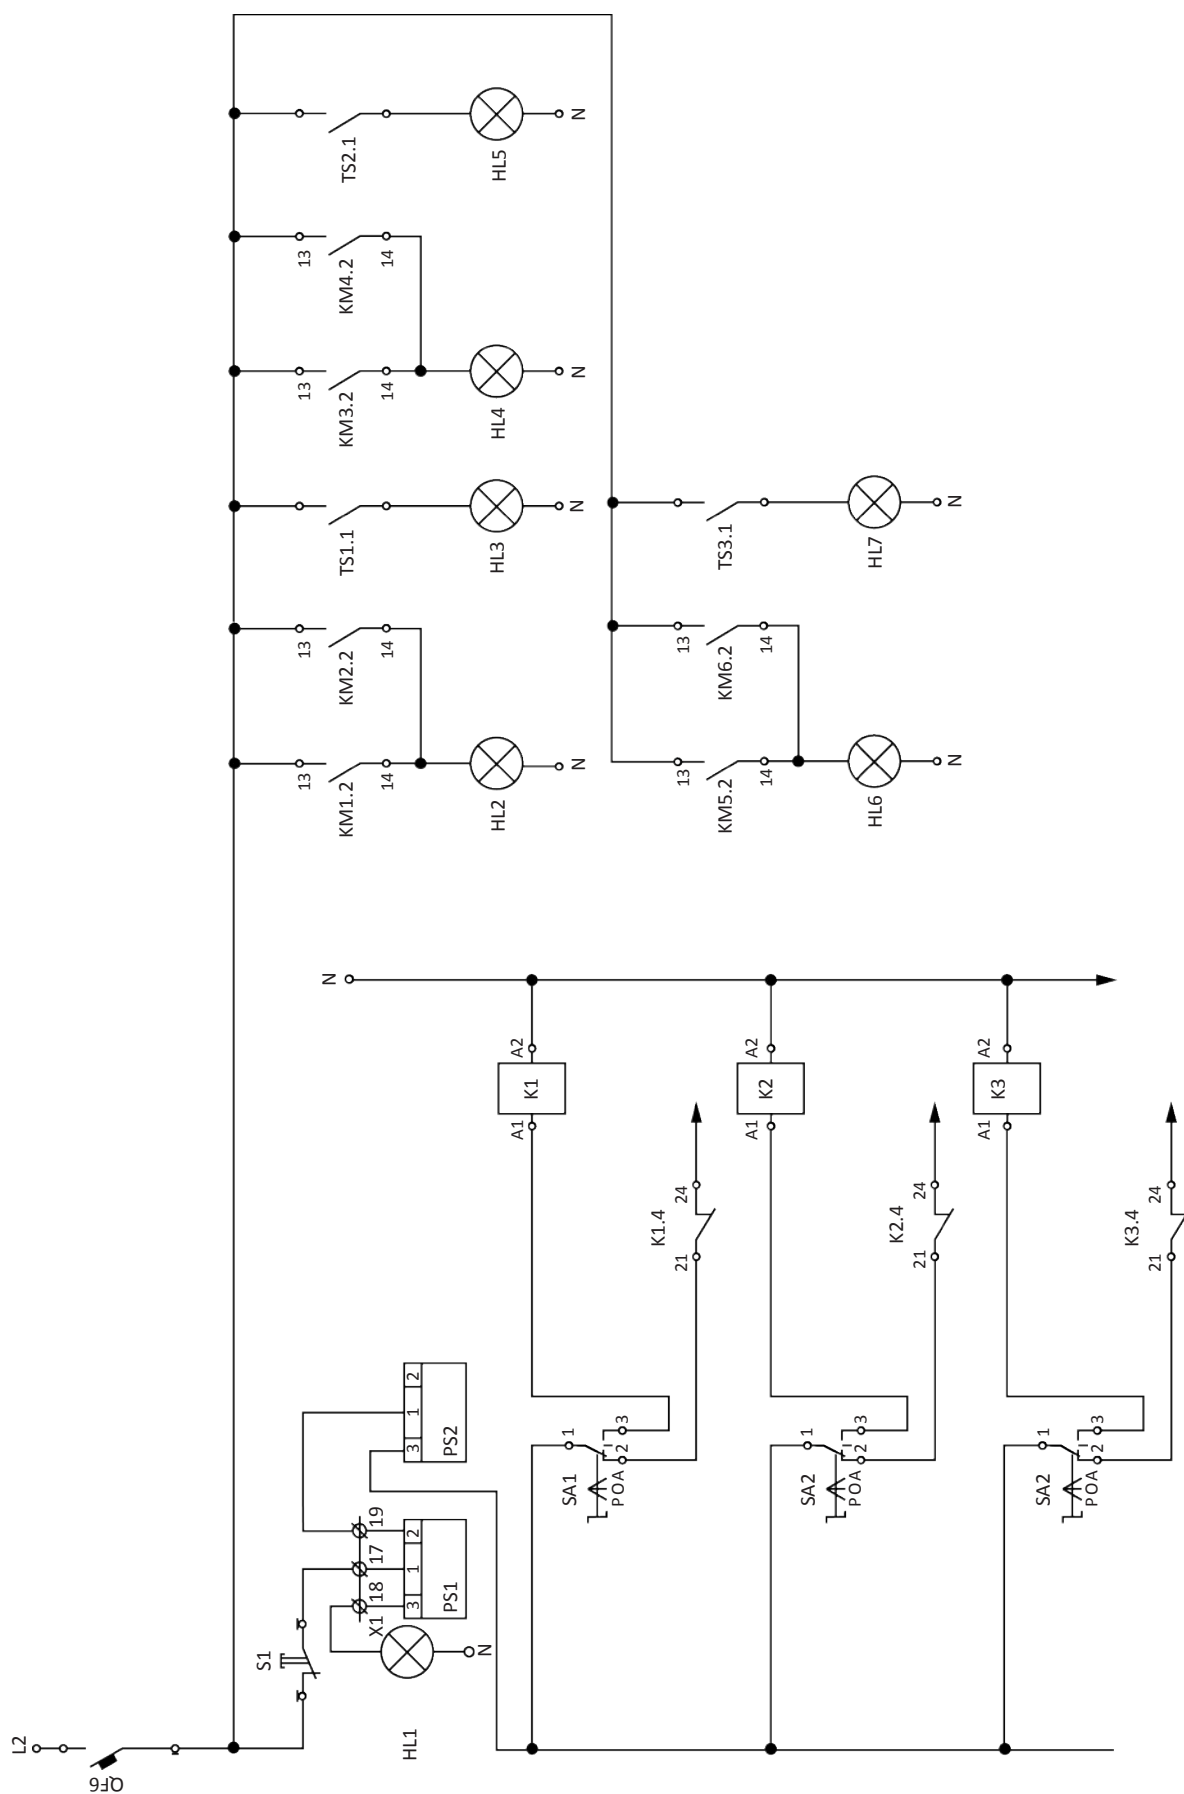 L2
QF6
S1
X1
18
17
19
HL1
N
3
1
2
PS1
3
1
2
PS2
KM1.2
13
14
HL2
N
KM2.2
13
14
TS1.1
HL3
N
KM3.2
13
14
HL4
N
KM4.2
13
14
TS2.1
HL5
N
N
SA1
POA
1
2
3
A1
K1
A2
K1.4
21
24
KM5.2
13
14
HL6
N
KM6.2
13
14
TS3.1
HL7
N
SA2
POA
1
2
3
A1
K2
A2
K2.4
21
24
SA2
POA
1
2
3
A1
K3
A2
K3.4
21
24